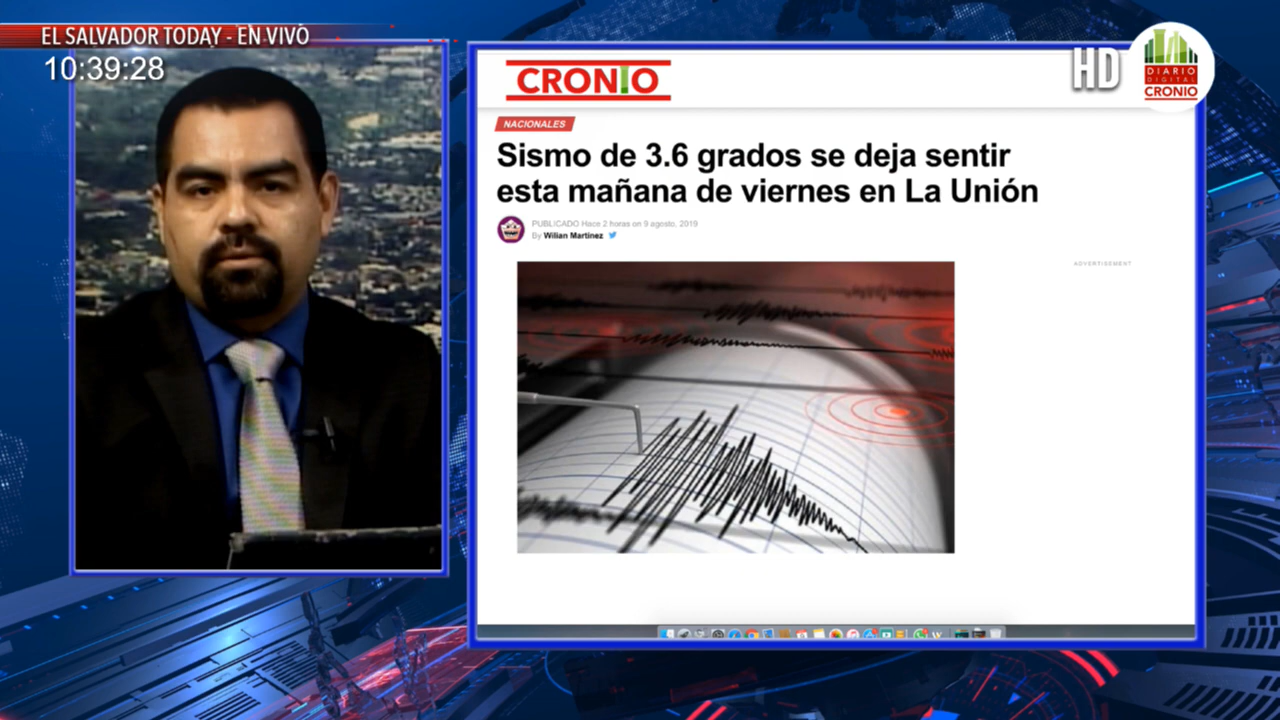 EL SALVADOR TODAY - EN VIVO
10:39:28
HD
DIARIO
DIGITAL
CRONIO
CRONIO
NACIONALES
Sismo de 3.6 grados se deja sentir
esta mañana de viernes en La Unión
PUBLICADO Hace 2 horas on 9 agosto, 2019
By Wilian Martínez
ADVERTISEMENT